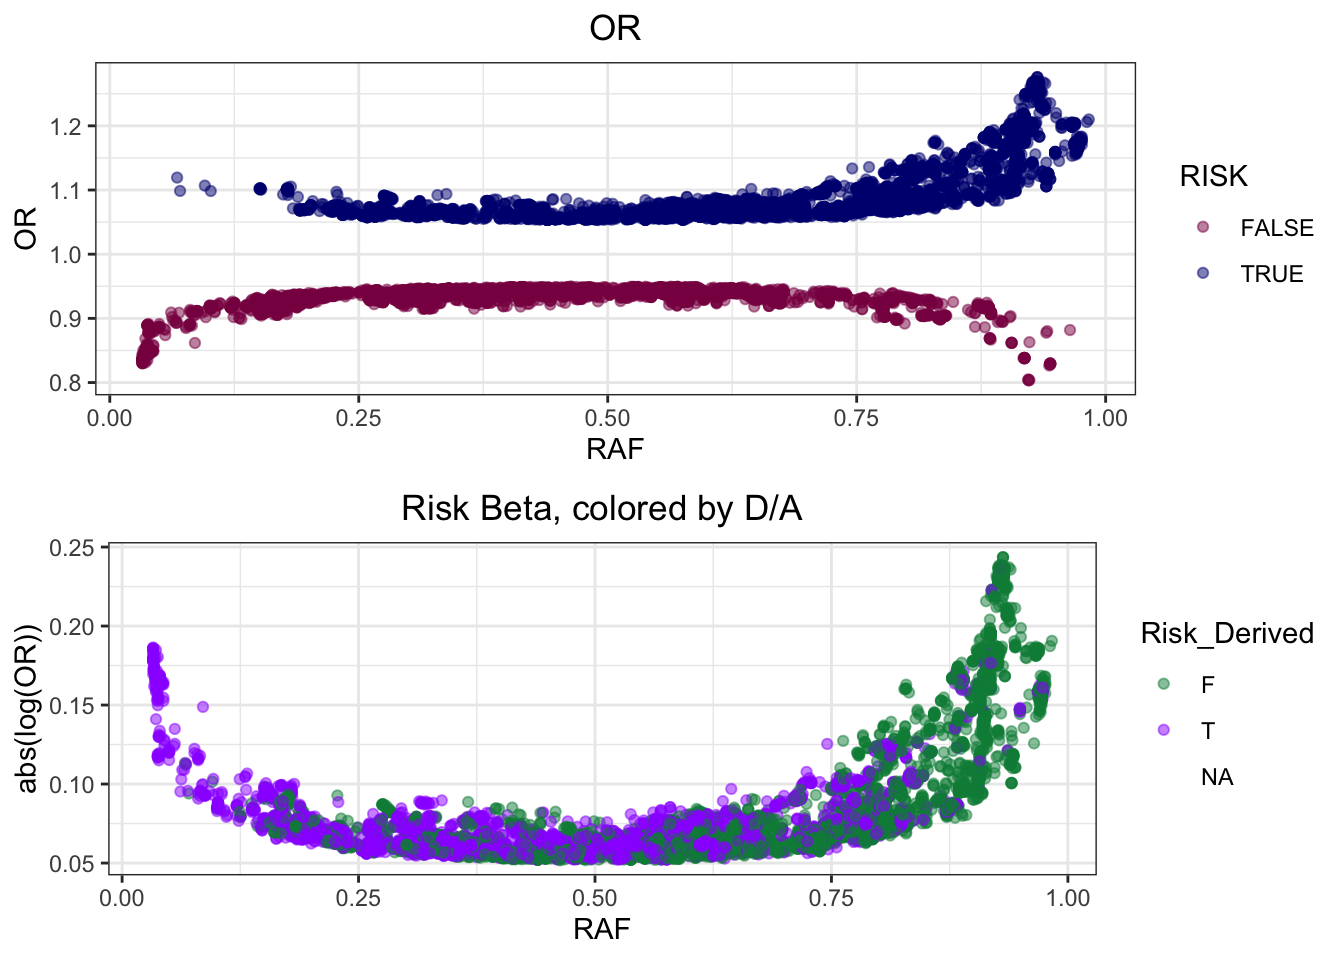 OR
OR
1.2
1.1
1.0
0.9
0.8
0.00 0.25 0.50 0.75 1.00
RAF
RISK
FALSE
TRUE
Risk Beta, colored by D/A
abs(log(OR))
0.25
0.20
0.15
0.10
0.05
0.00 0.25 0.50 0.75 1.00
RAF
Risk_Derived
F
T
NA